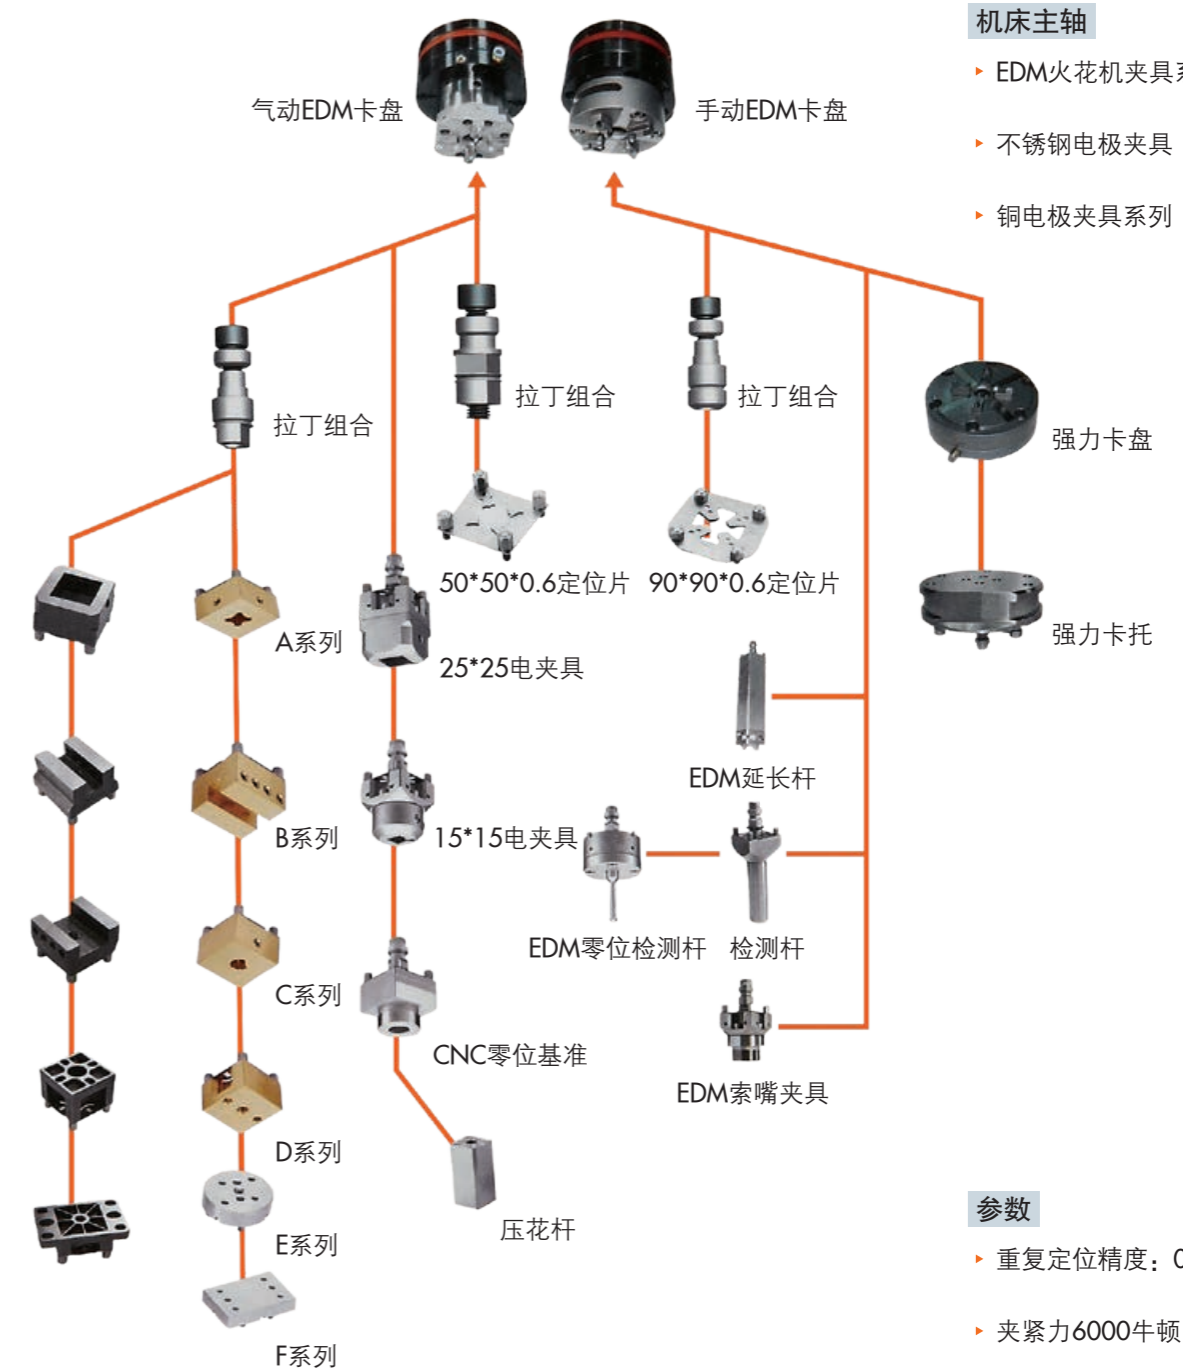 机床主轴
EDM火花机夹具
不锈钢电极夹具
铜电极夹具系列
气动EDM卡盘
手动EDM卡盘
拉丁组合
拉丁组合
拉丁组合
强力卡盘
50*50*0.6定位片
90*90*0.6定位片
强力卡托
A系列
25*25电夹具
EDM延长杆
B系列
15*15电夹具
EDM零位检测杆
检测杆
C系列
CNC零位基准
EDM索嘴夹具
D系列
压花杆
E系列
F系列
参数
重复定位精度：0
夹紧力6000牛顿